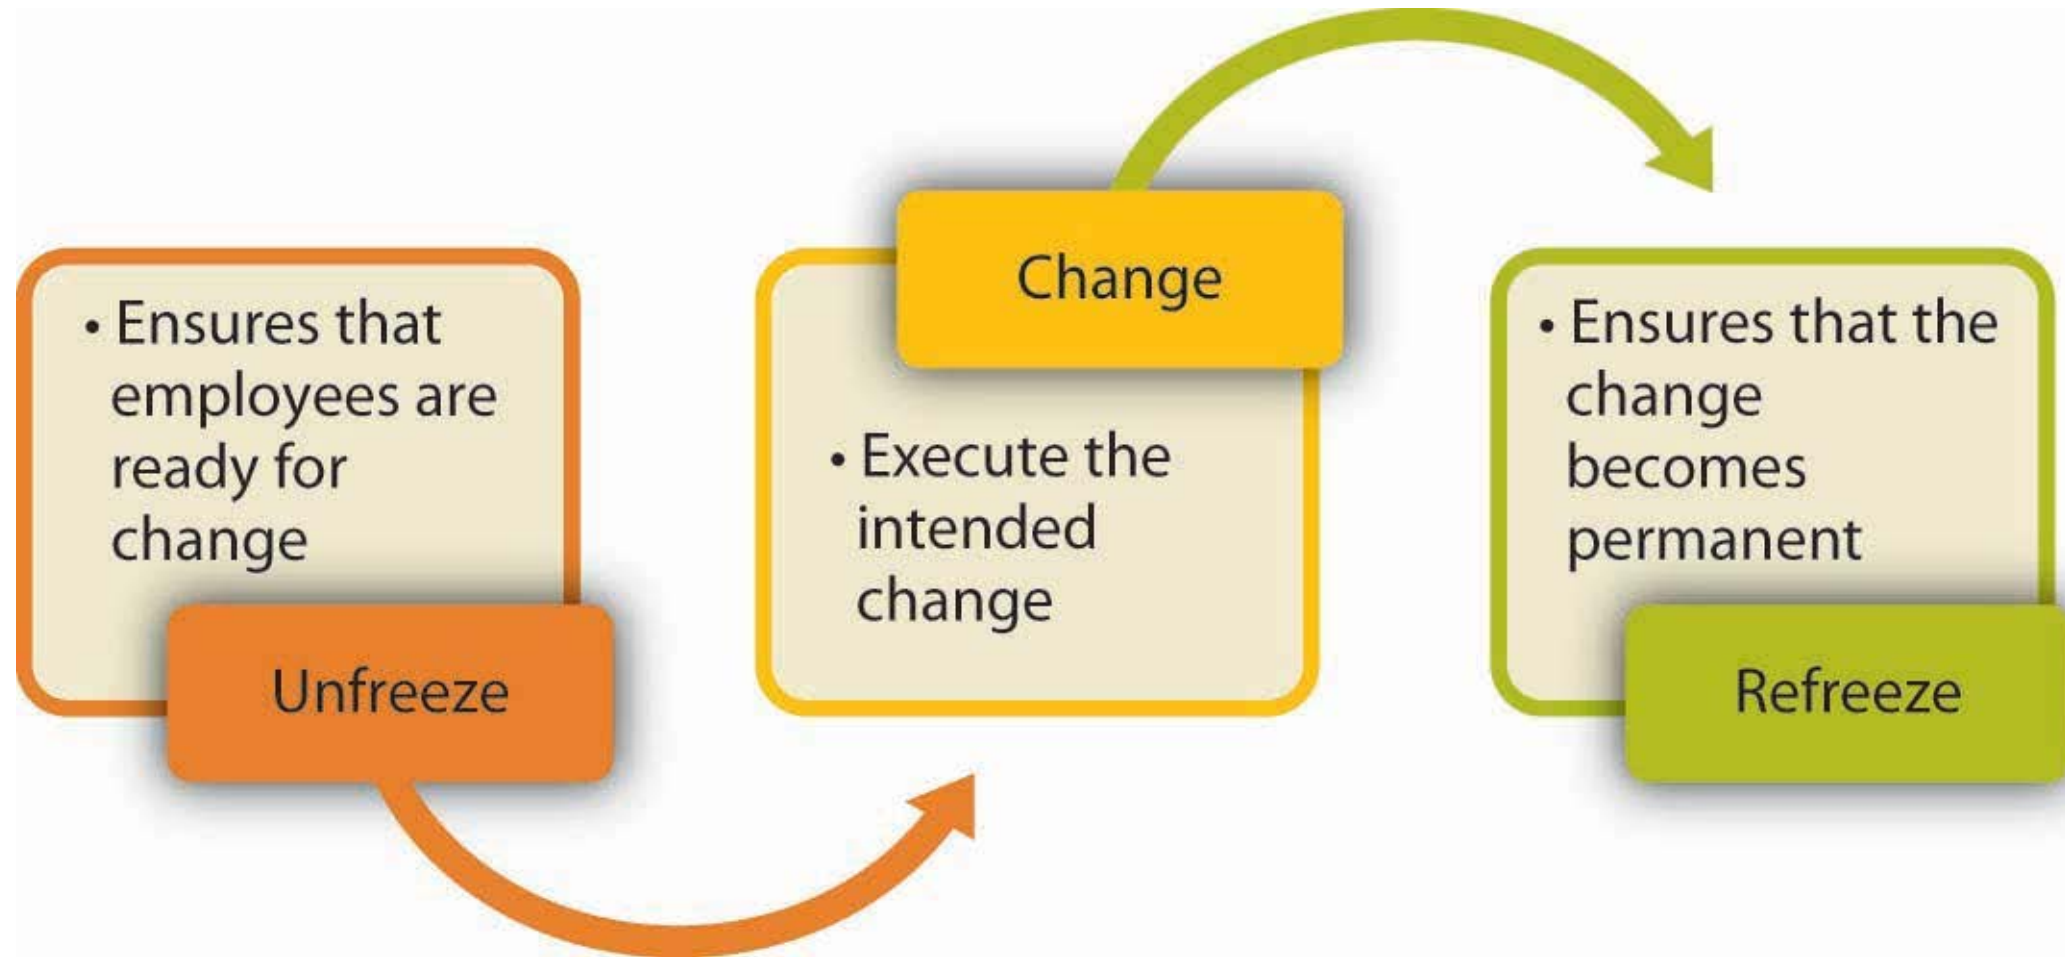 • Ensures that
employees are
ready for
change
Unfreeze
Change
• Execute the
intended
change
• Ensures that the
change
becomes
permanent
Refreeze